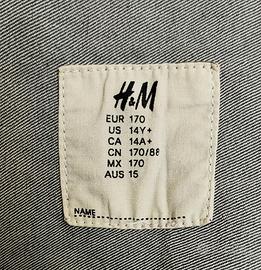 H&M
EUR 170
US 14Y+
CA 14A+
CN 170/88
MX 170
AUS 15
NAME